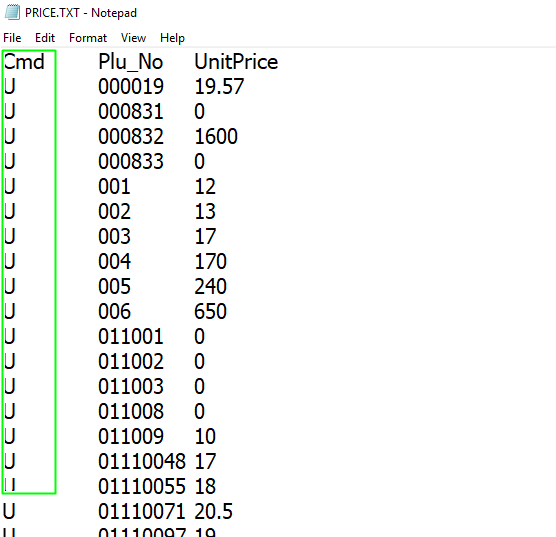 PRICE.TXT - Notepad
File Edit Format View Help
Cmd Plu_No UnitPrice
U 000019 19.57
U 000831 0
U 000832 1600
U 000833 0
U 001 12
U 002 13
U 003 17
U 004 170
U 005 240
U 006 650
U 011001 0
U 011002 0
U 011003 0
U 011008 0
U 011009 10
U 01110048 17
U 01110055 18
U 01110071 20.5
U 01110097 19